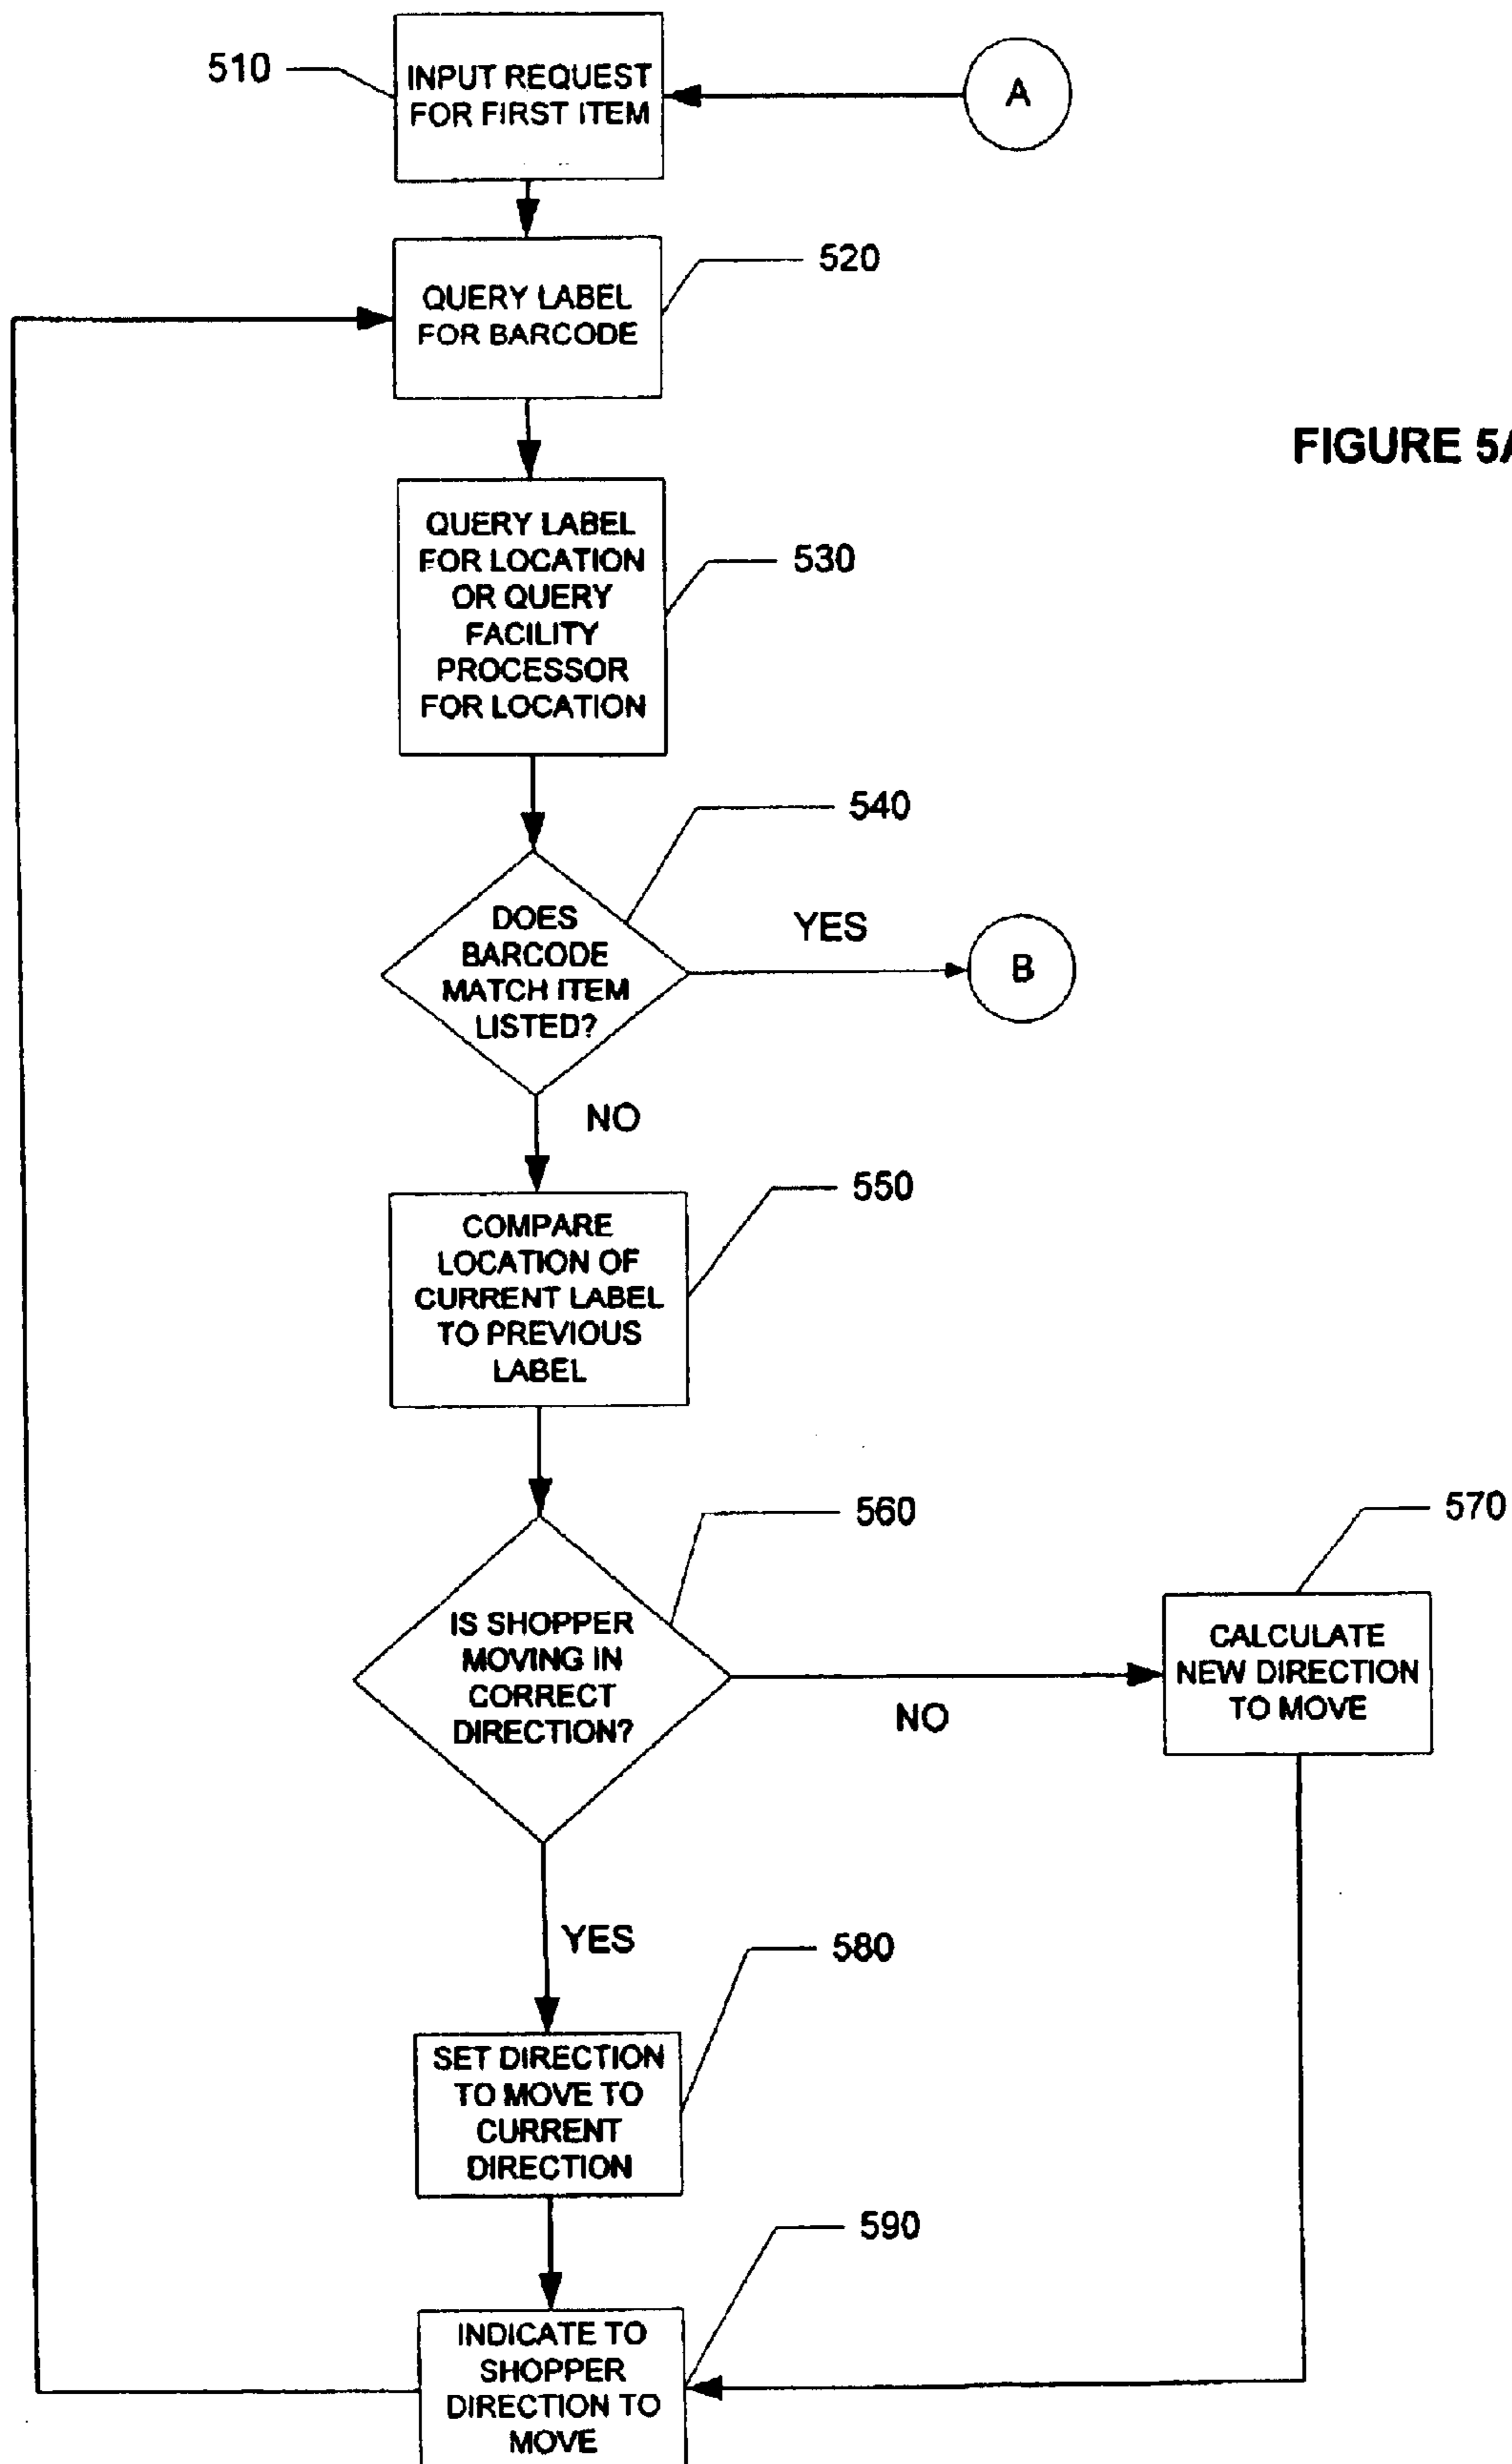 510
INPUT REQUEST
FOR FIRST ITEM
A
520
QUERY LABEL
FOR BARCODE
FIGURE 5A
QUERY LABEL
FOR LOCATION
OR QUERY
FACILITY
PROCESSOR
FOR LOCATION
530
540
DOES
BARCODE
MATCH ITEM
LISTED?
YES
B
NO
550
COMPARE
LOCATION OF
CURRENT LABEL
TO PREVIOUS
LABEL
560
IS SHOPPER
MOVING IN
CORRECT
DIRECTION?
NO
570
CALCULATE
NEW DIRECTION
TO MOVE
YES
580
SET DIRECTION
TO MOVE TO
CURRENT
DIRECTION
590
INDICATE TO
SHOPPER
DIRECTION TO
MOVE